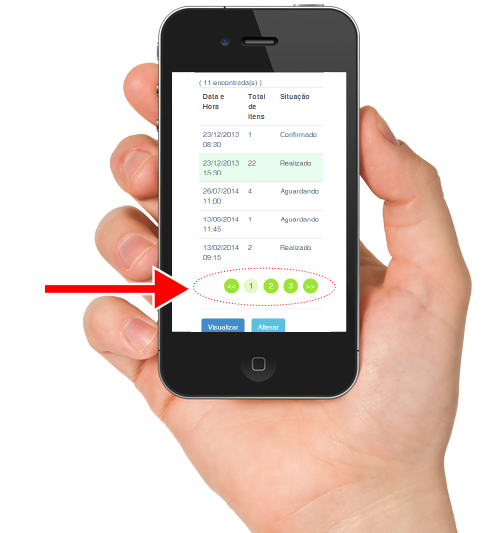 ( 11 encontrada(s) )
Data e Hora Total de itens Situação
23/12/2013 08:30 1 Confirmado
23/12/2013 15:30 22 Realizado
26/07/2014 11:00 4 Aguardando
13/08/2014 11:45 1 Aguardando
13/02/2014 09:15 2 Realizado
<< 1 2 3 >>
Visualizar Alterar